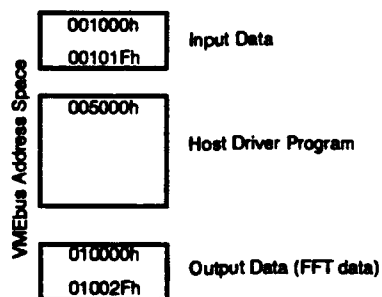 VMEbus Address Space
001000h
00101Fh
Input Data
005000h
Host Driver Program
010000h
01002Fh
Output Data (FFT data)